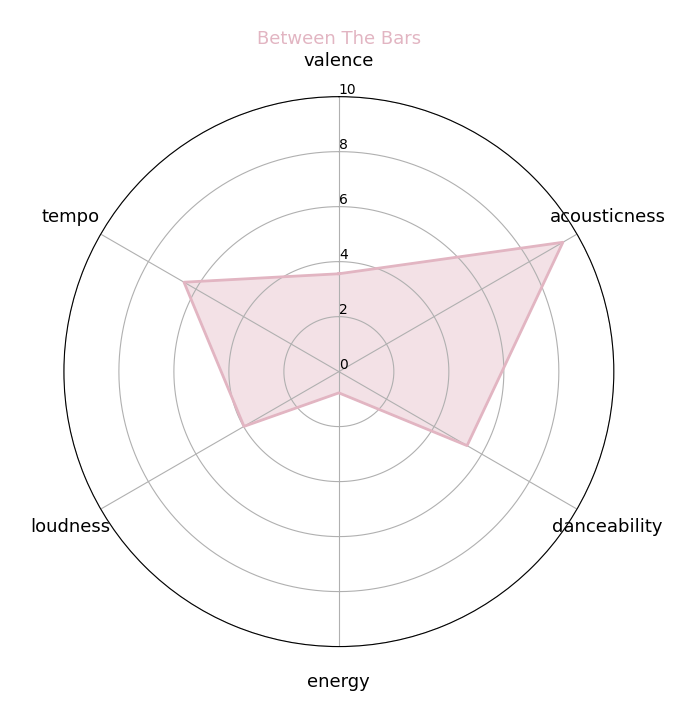 Between The Bars
valence
10
8
6
4
2
0
tempo
acousticness
loudness
danceability
energy